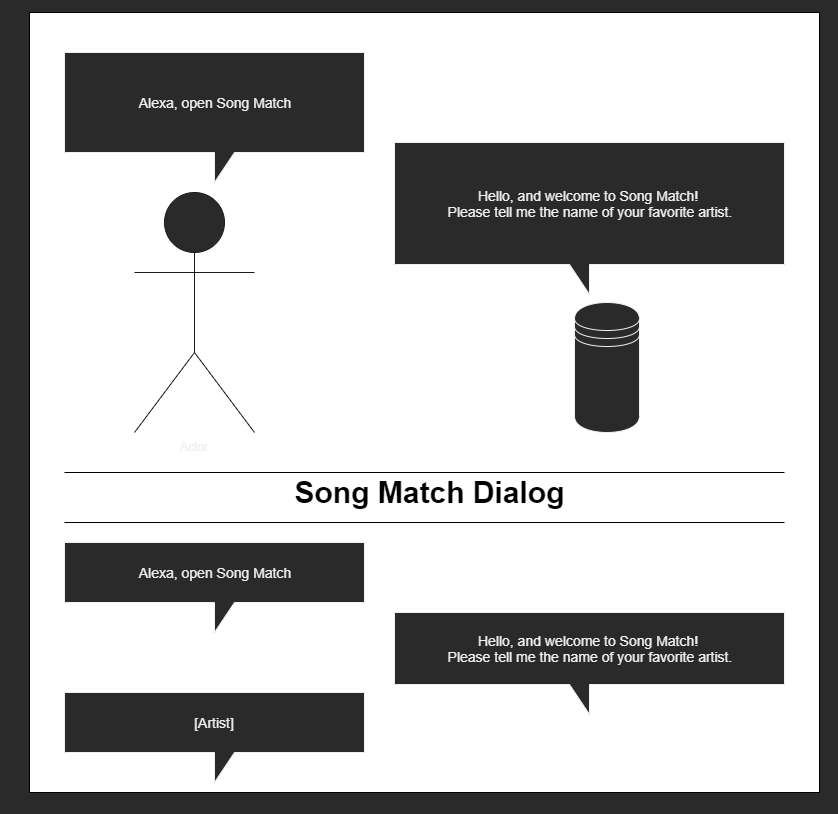 Alexa, open Song Match
Hello, and welcome to Song Match!
Please tell me the name of your favorite artist.
Actor
Song Match Dialog
Alexa, open Song Match
Hello, and welcome to Song Match!
Please tell me the name of your favorite artist.
[Artist]